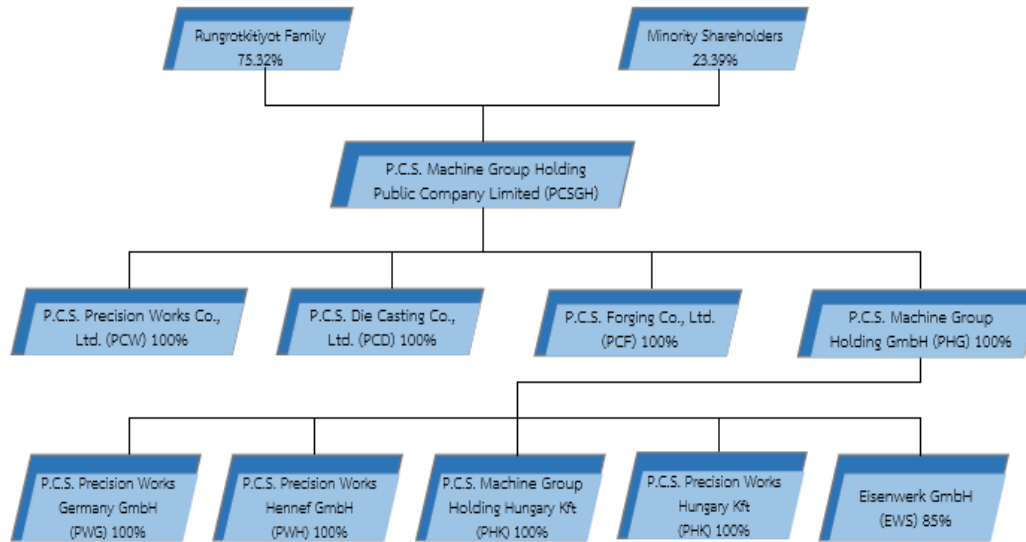 Rungrotkitiyot Family
75.32%
Minority Shareholders
23.39%
P.C.S. Machine Group Holding
Public Company Limited (PCSGH)
P.C.S. Precision Works Co.,
Ltd. (PCW) 100%
P.C.S. Die Casting Co.,
Ltd. (PCD) 100%
P.C.S. Forging Co., Ltd.
(PCF) 100%
P.C.S. Machine Group
Holding GmbH (PHG) 100%
P.C.S. Precision Works
Germany GmbH
(PWG) 100%
P.C.S. Precision Works
Hennef GmbH
(PWH) 100%
P.C.S. Machine Group
Holding Hungary Kft
(PHK) 100%
P.C.S. Precision Works
Hungary Kft
(PHK) 100%
Eisenwerk GmbH
(EWS) 85%